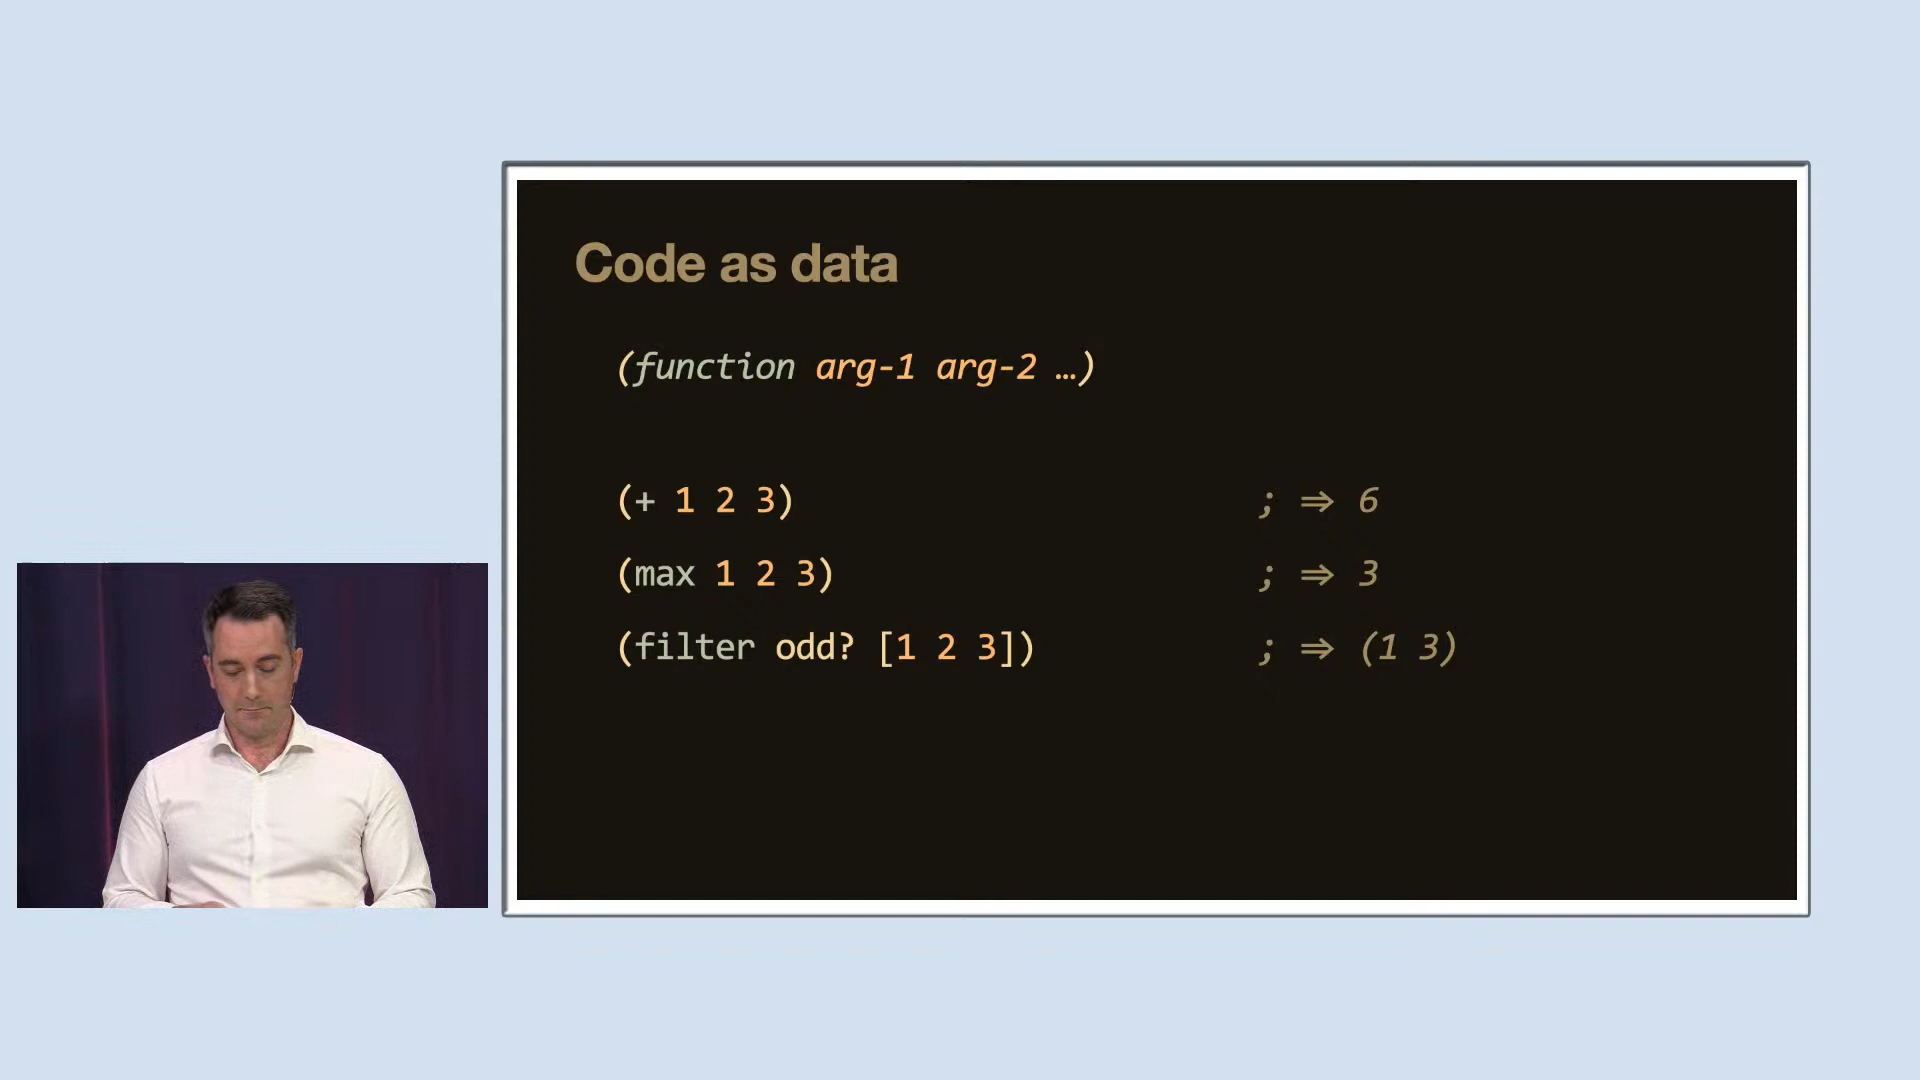 Code as data
(function arg-1 arg-2 …)
(+ 1 2 3) ; ⇒ 6
(max 1 2 3) ; ⇒ 3
(filter odd? [1 2 3]) ; ⇒ (1 3)